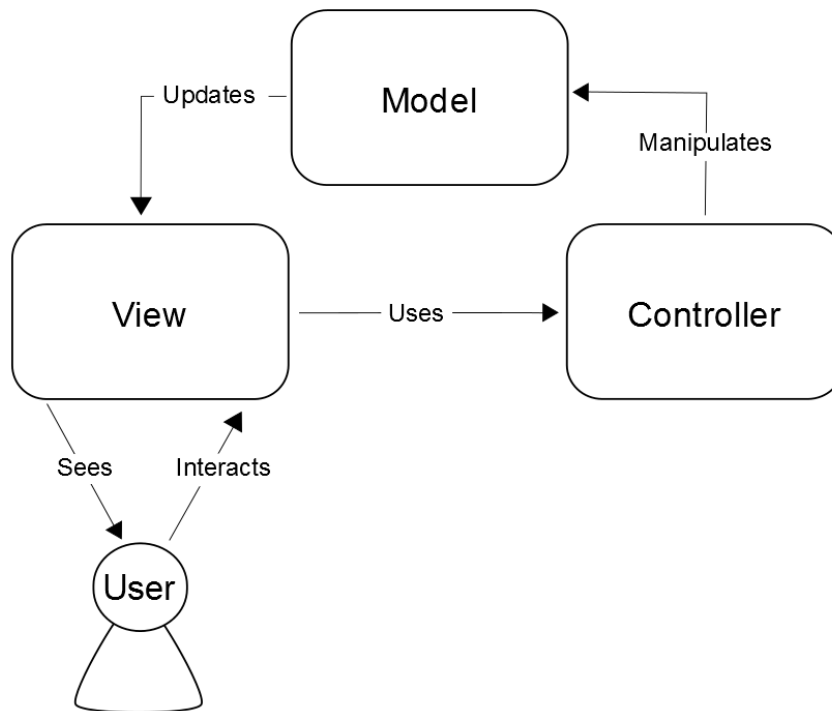 Model
Updates
Manipulates
View
Uses
Controller
Sees
Interacts
User